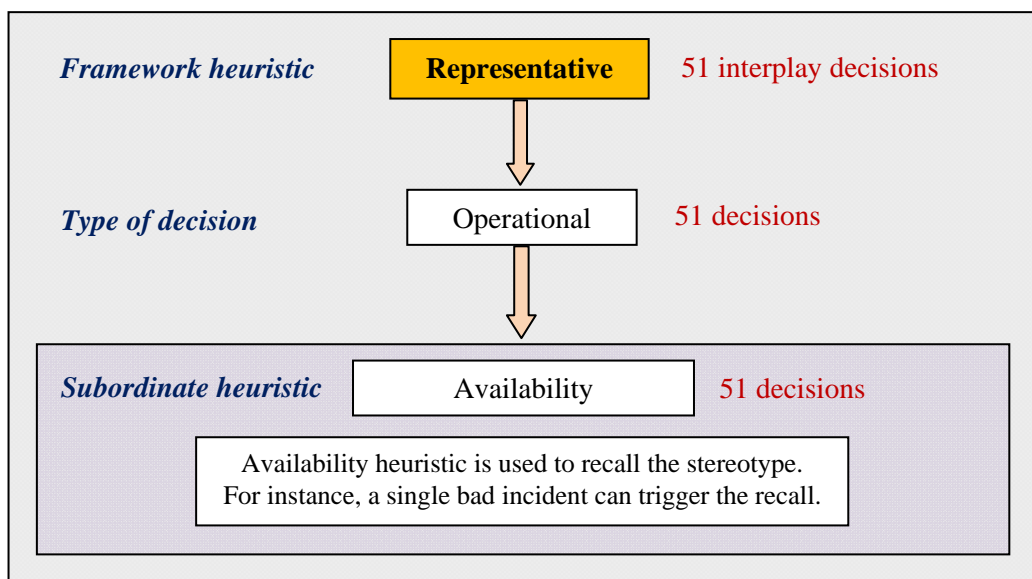 Framework heuristic Representative 51 interplay decisions
Type of decision Operational 51 decisions
Subordinate heuristic Availability 51 decisions
Availability heuristic is used to recall the stereotype.
For instance, a single bad incident can trigger the recall.